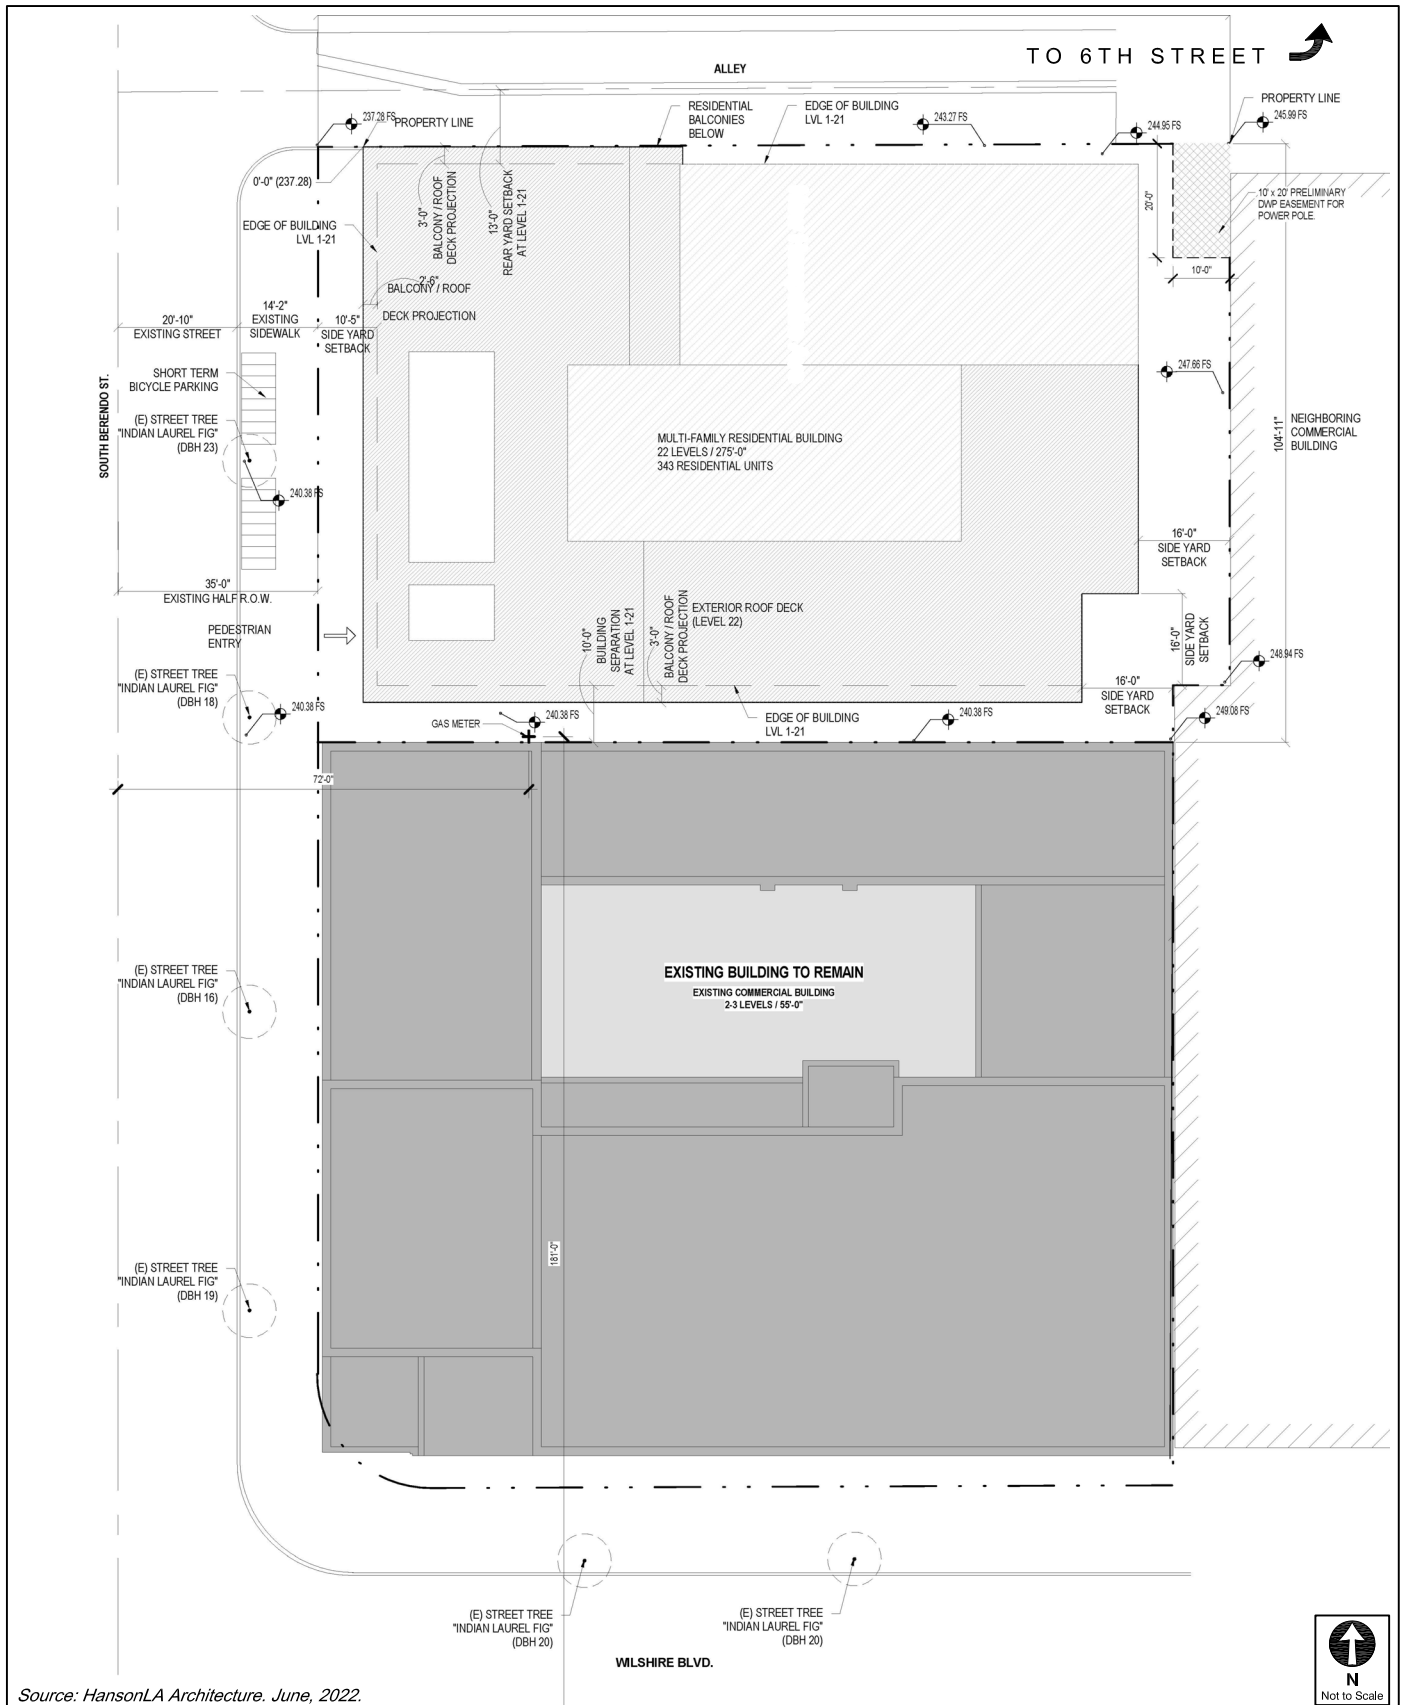 TO 6TH STREET
ALLEY
RESIDENTIAL
BALCONIES
BELOW
EDGE OF BUILDING
LVL 1-21
PROPERTY LINE
245.99 FS
237.28 FS
PROPERTY LINE
243.27 FS
244.95 FS
0'-0" (237.28)
3'-0"
BALCONY / ROOF
DECK PROJECTION
13'-0"
REAR YARD SETBACK
AT LEVEL 1-21
20'-0"
10' x 20' PRELIMINARY
DWP EASEMENT FOR
POWER POLE.
EDGE OF BUILDING
LVL 1-21
10'-0"
2'-6"
BALCONY / ROOF
DECK PROJECTION
20'-10"
EXISTING STREET
14'-2"
EXISTING
SIDEWALK
10'-5"
SIDE YARD
SETBACK
SHORT TERM
BICYCLE PARKING
247.66 FS
SOUTH BERENDO ST.
(E) STREET TREE
"INDIAN LAUREL FIG"
(DBH 23)
MULTI-FAMILY RESIDENTIAL BUILDING
22 LEVELS / 275'-0"
343 RESIDENTIAL UNITS
104'-11"
NEIGHBORING
COMMERCIAL
BUILDING
240.38 FS
16'-0"
SIDE YARD
SETBACK
35'-0"
EXISTING HALF R.O.W.
PEDESTRIAN
ENTRY
10'-0"
BUILDING
SEPARATION
AT LEVEL 1-21
3'-0"
BALCONY / ROOF
DECK PROJECTION
EXTERIOR ROOF DECK
(LEVEL 22)
16'-0"
SIDE YARD
SETBACK
248.94 FS
(E) STREET TREE
"INDIAN LAUREL FIG"
(DBH 18)
240.38 FS
16'-0"
SIDE YARD
SETBACK
GAS METER
240.38 FS
EDGE OF BUILDING
LVL 1-21
240.38 FS
249.08 FS
72'-0"
(E) STREET TREE
"INDIAN LAUREL FIG"
(DBH 16)
EXISTING BUILDING TO REMAIN
EXISTING COMMERCIAL BUILDING
2-3 LEVELS / 55'-0"
181'-0"
(E) STREET TREE
"INDIAN LAUREL FIG"
(DBH 19)
(E) STREET TREE
"INDIAN LAUREL FIG"
(DBH 20)
(E) STREET TREE
"INDIAN LAUREL FIG"
(DBH 20)
WILSHIRE BLVD.
N
Not to Scale
Source: HansonLA Architecture. June, 2022.